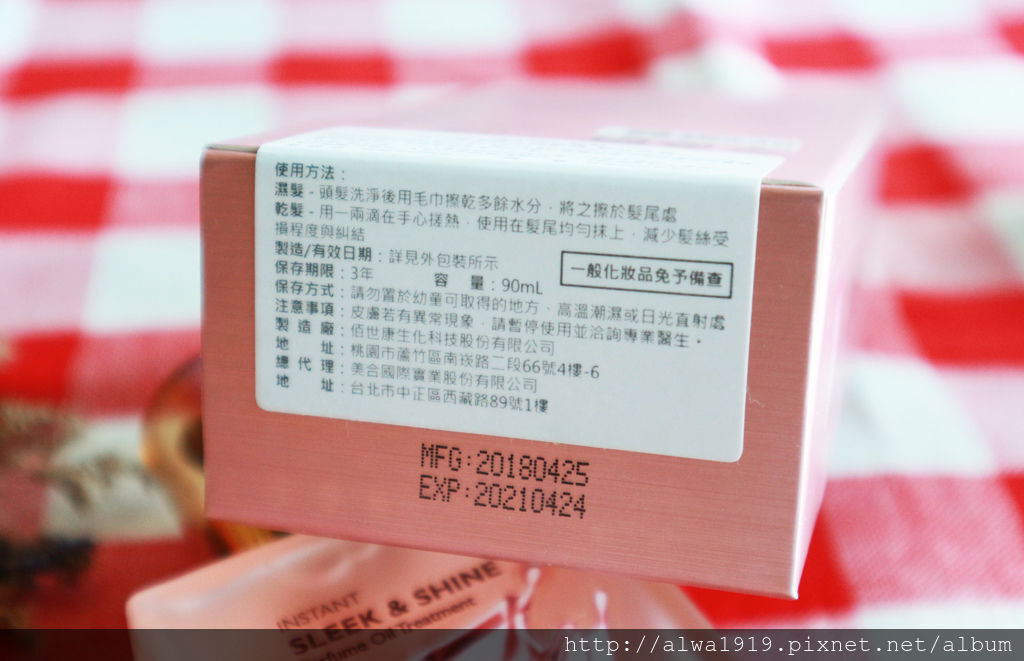 使用方法：
濕髮 - 頭髮洗淨後用毛巾擦乾多餘水分，將之擦於髮尾處
乾髮 - 用一兩滴在手心搓熱，使用在髮尾均勻抹上，減少髮絲受
損程度與糾結
製造/有效日期：詳見外包裝所示
保存期限：3年 容 量：90mL
一般化妝品免予備查
保存方式：請勿置於幼童可取得的地方、高溫潮濕或日光直射處
注意事項：皮膚若有異常現象，請暫停使用並洽詢專業醫生。
製 造 廠：佰世康生化科技股份有限公司
地 址：桃園市蘆竹區南崁路二段66號4樓-6
總 代 理：美合國際實業股份有限公司
地 址：台北市中正區西藏路89號1樓
MFG:20180425
EXP:20210424
INSTANT
SLEEK & SHINE
rfume Oil Treatment
http://alwa1919.pixnet.net/album